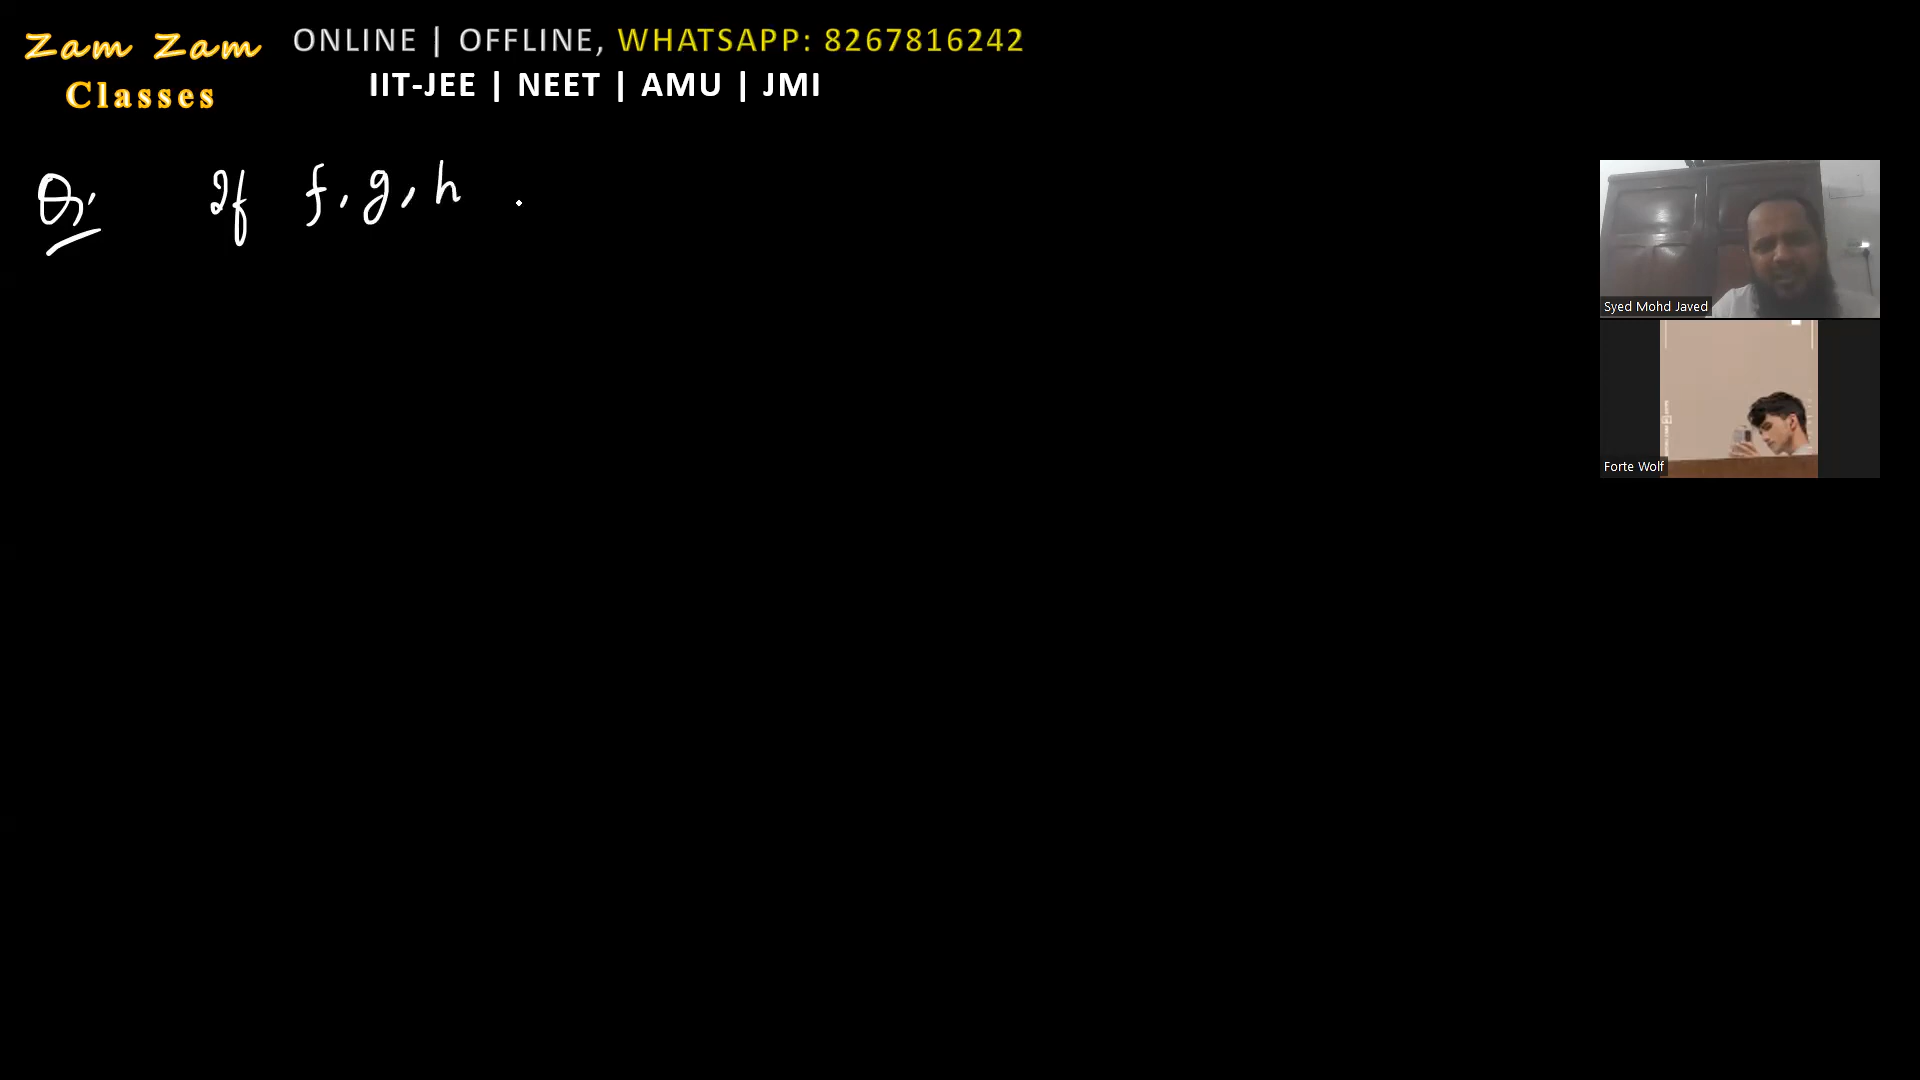 Zam Zam
Classes
ONLINE | OFFLINE, WHATSAPP: 8267816242
IIT-JEE | NEET | AMU | JMI
Q. If f, g, h
Syed Mohd Javed
Forte Wolf